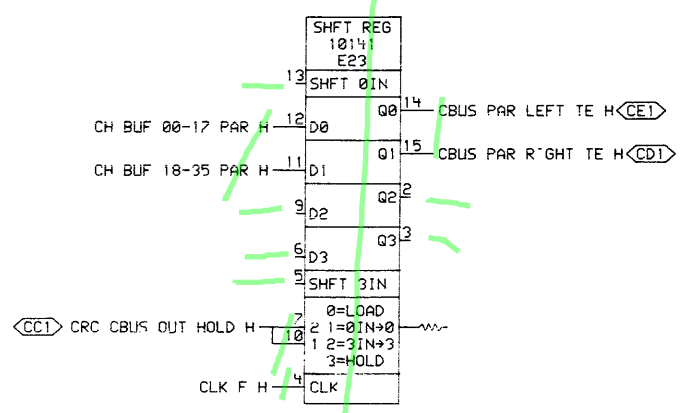 SHFT REG
10141
E23
13 SHFT 0IN
Q0 14 CBUS PAR LEFT TE H CE1
CH BUF 00-17 PAR H 12 D0
Q1 15 CBUS PAR RIGHT TE H CD1
CH BUF 18-35 PAR H 11 D1
Q2 2
9 D2
Q3 3
6 D3
5 SHFT 3IN
0=LOAD
CC1 CRC CBUS OUT HOLD H 7 2 1=0IN→0
10 1 2=3IN→3
3=HOLD
CLK F H 4 CLK